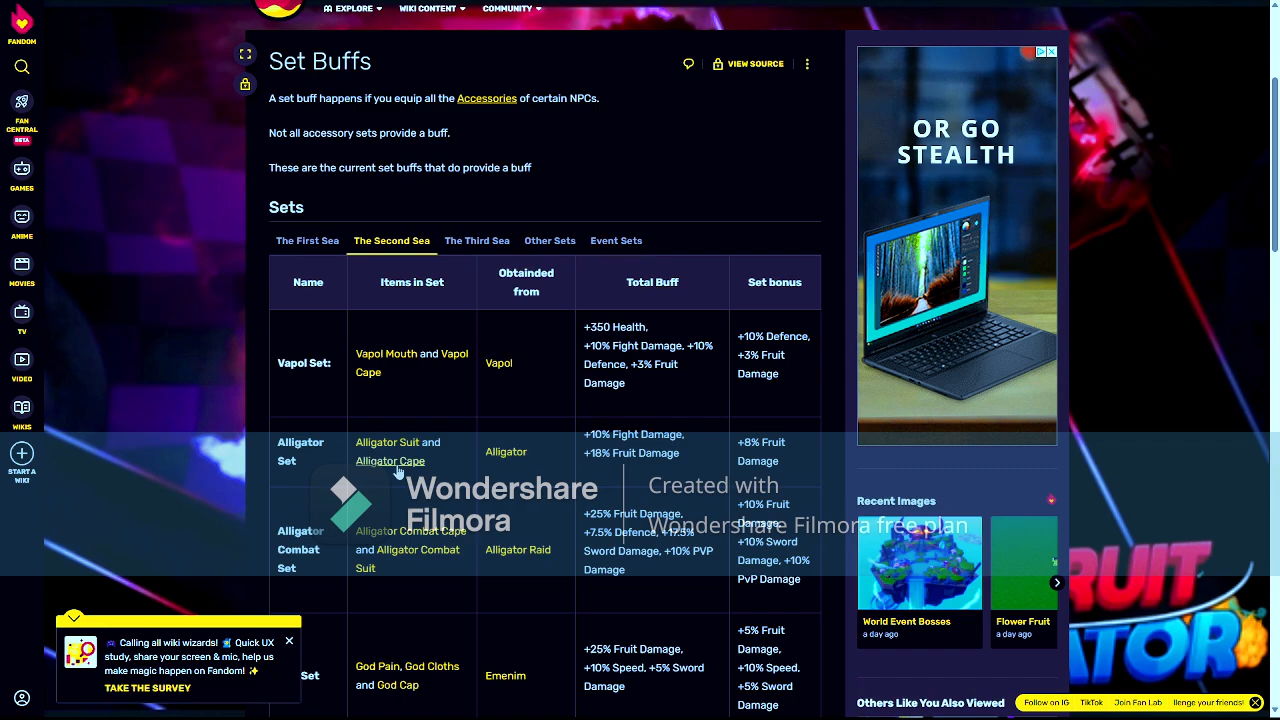 FANDOM
FAN CENTRAL
BETA
GAMES
ANIME
MOVIES
TV
VIDEO
WIKIS
START A WIKI
EXPLORE
WIKI CONTENT
COMMUNITY
Set Buffs
VIEW SOURCE
A set buff happens if you equip all the Accessories of certain NPCs.
Not all accessory sets provide a buff.
These are the current set buffs that do provide a buff
Sets
The First Sea
The Second Sea
The Third Sea
Other Sets
Event Sets
Name
Items in Set
Obtainded from
Total Buff
Set bonus
Vapol Set:
Vapol Mouth and Vapol
Cape
Vapol
+350 Health,
+10% Fight Damage, +10%
Defence, +3% Fruit
Damage
+10% Defence,
+3% Fruit
Damage
Alligator
Set
Alligator Suit and
Alligator Cape
Alligator
+10% Fight Damage,
+18% Fruit Damage
+8% Fruit
Damage
Alligator
Combat
Set
Alligator Combat Cape
and Alligator Combat
Suit
Alligator Raid
+25% Fruit Damage,
+7.5% Defence, +17.5%
Sword Damage, +10% PVP
Damage
+10% Fruit
Damage,
+10% Sword
Damage, +10%
PvP Damage
Set
God Pain, God Cloths
and God Cap
Emenim
+25% Fruit Damage,
+10% Speed, +5% Sword
Damage
+5% Fruit
Damage,
+10% Speed,
+5% Sword
Damage
OR GO
STEALTH
Recent Images
World Event Bosses
a day ago
Flower Fruit
a day ago
Others Like You Also Viewed
Wondershare
Filmora
Created with
Wondershare Filmora free plan
Calling all wiki wizards! Quick UX
study, share your screen & mic, help us
make magic happen on Fandom!
TAKE THE SURVEY
Follow on IG
TikTok
Join Fan Lab
llenge your friends!